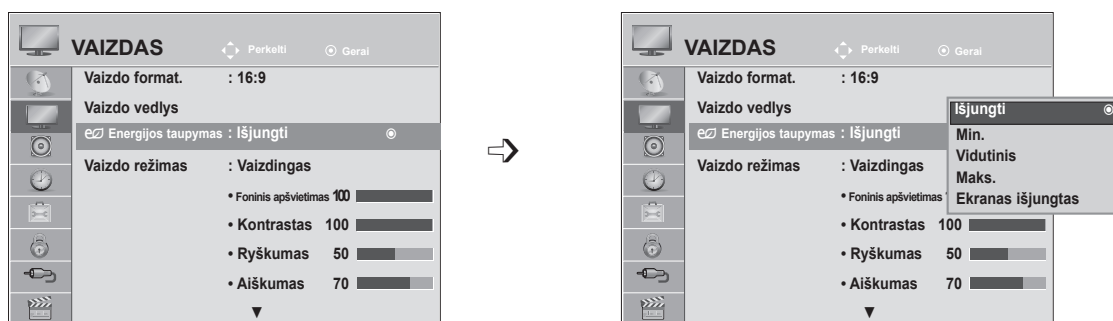 VAIZDAS Perkelti Gerai
Vaizdo format. : 16:9
Vaizdo vedlys
Energijos taupymas : Išjungti
Vaizdo režimas : Vaizdingas
• Foninis apšvietimas 100
• Kontrastas 100
• Ryškumas 50
• Aiškumas 70
VAIZDAS Perkelti Gerai
Vaizdo format. : 16:9
Vaizdo vedlys
Energijos taupymas : Išjungti
Vaizdo režimas : Vaizdingas
• Foninis apšvietimas
• Kontrastas 100
• Ryškumas 50
• Aiškumas 70
Išjungti
Min.
Vidutinis
Maks.
Ekranas išjungtas